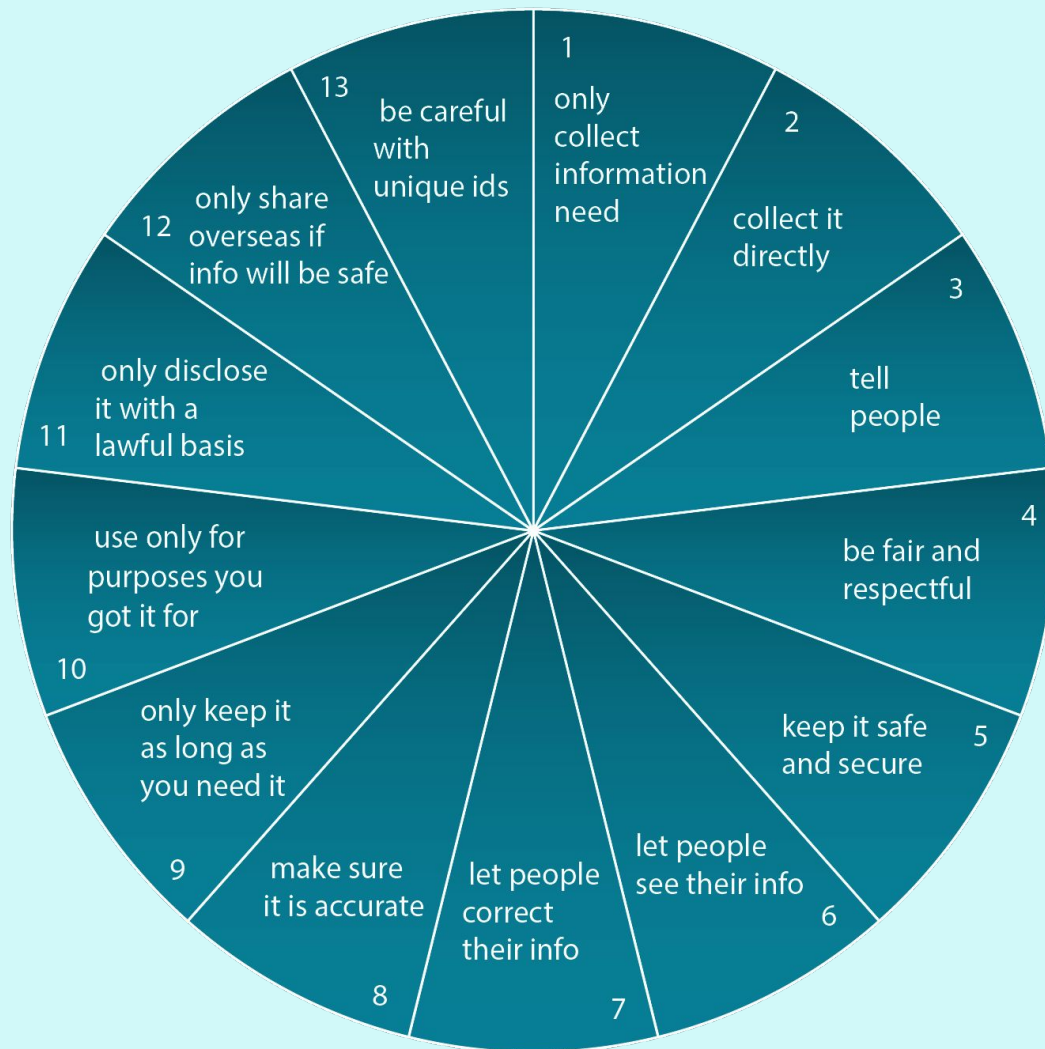 1
only
collect
information
need
2
collect it
directly
3
tell
people
4
be fair and
respectful
5
keep it safe
and secure
6
let people
see their info
7
let people
correct
their info
8
make sure
it is accurate
9
only keep it
as long as
you need it
10
use only for
purposes you
got it for
11
only disclose
it with a
lawful basis
12
only share
overseas if
info will be safe
13
be careful
with
unique ids